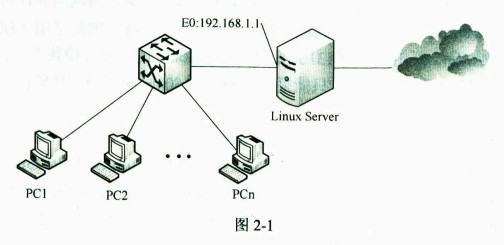 E0:192.168.1.1
Linux Server
PC1
PC2
PCn
图 2-1